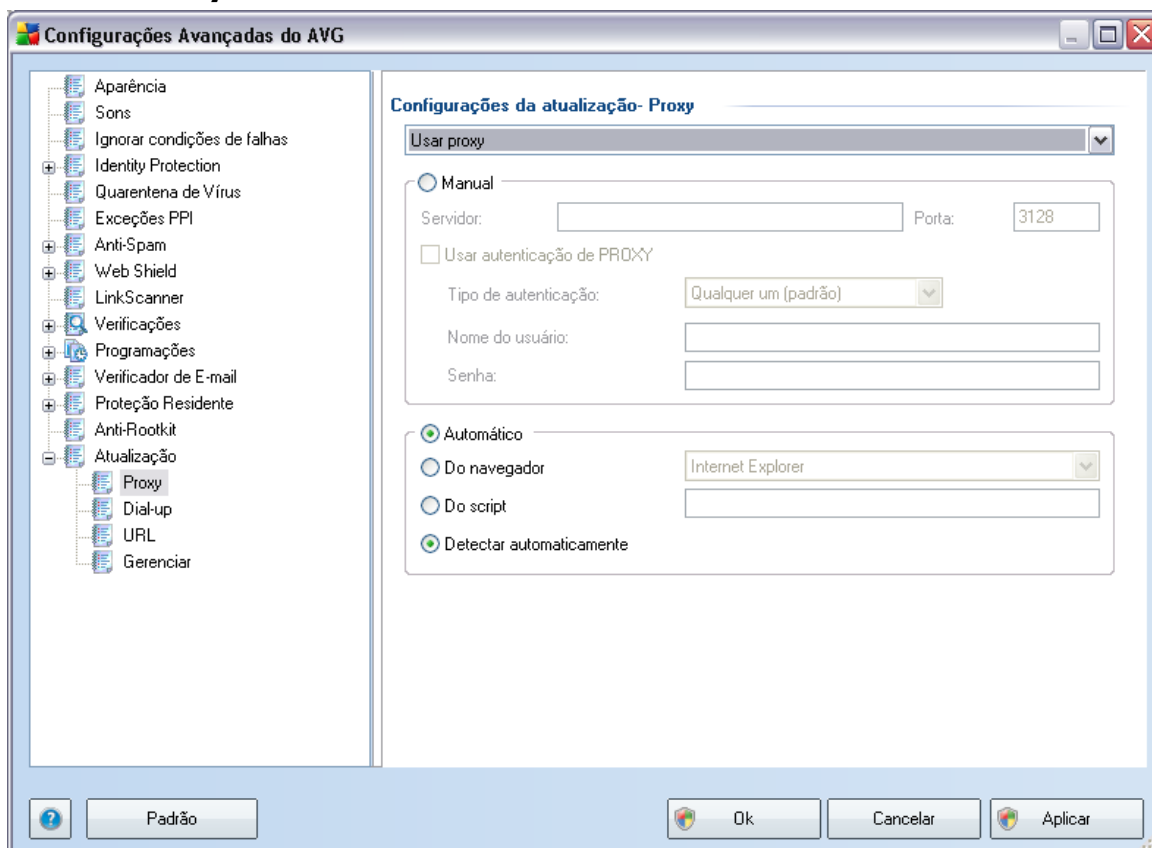 Configurações Avançadas do AVG
Aparência
Sons
Ignorar condições de falhas
Identity Protection
Quarentena de Vírus
Exceções PPI
Anti-Spam
Web Shield
LinkScanner
Verificações
Programações
Verificador de E-mail
Proteção Residente
Anti-Rootkit
Atualização
Proxy
Dial-up
URL
Gerenciar
Configurações da atualização- Proxy
Usar proxy
Manual
Servidor: Porta: 3128
Usar autenticação de PROXY
Tipo de autenticação: Qualquer um (padrão)
Nome do usuário:
Senha:
Automático
Do navegador Internet Explorer
Do script
Detectar automaticamente
Padrão Ok Cancelar Aplicar